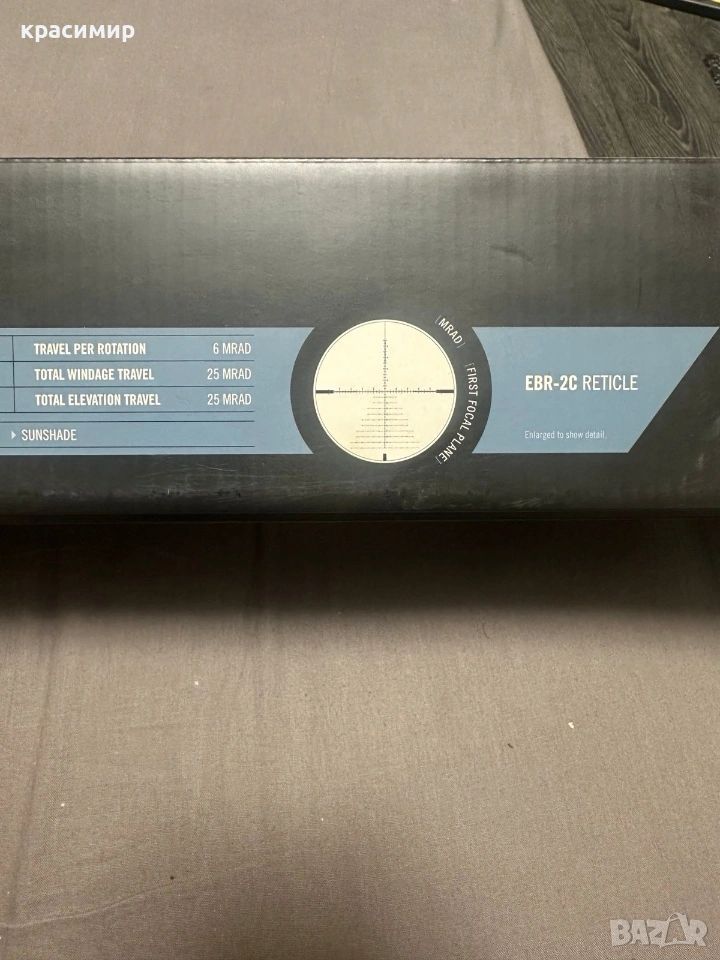 красимир
TRAVEL PER ROTATION 6 MRAD
TOTAL WINDAGE TRAVEL 25 MRAD
TOTAL ELEVATION TRAVEL 25 MRAD
SUNSHADE
[MRAD] [FIRST FOCAL PLANE]
EBR-2C RETICLE
Enlarged to show detail.
BAZAR